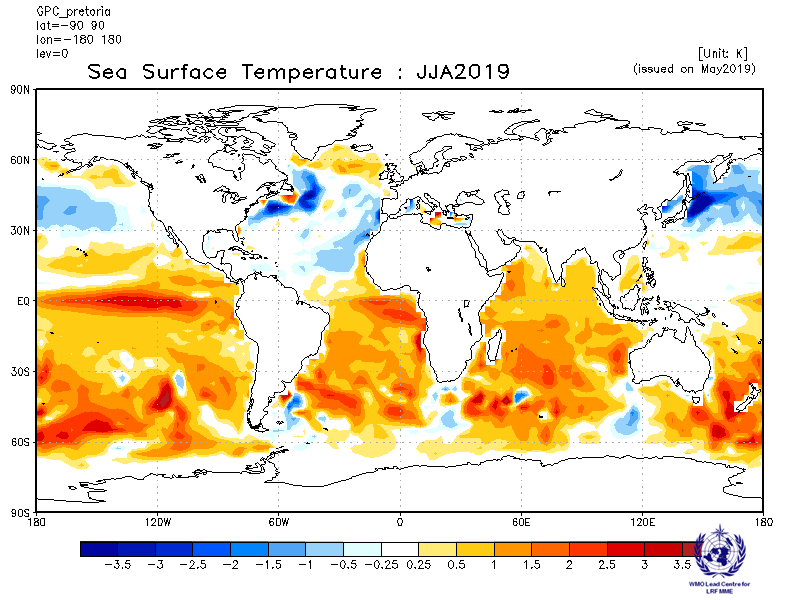 GPC_pretoria
lat=-90 90
lon=-180 180
lev=0
[Unit: K]
Sea Surface Temperature : JJA2019
(issued on May2019)
90N
60N
30N
EQ
30S
60S
90S
180 120W 60W 0 60E 120E 180
-3.5 -3 -2.5 -2 -1.5 -1 -0.5 -0.25 0.25 0.5 1 1.5 2 2.5 3 3.5
WMO Lead Centre for
LRF MME